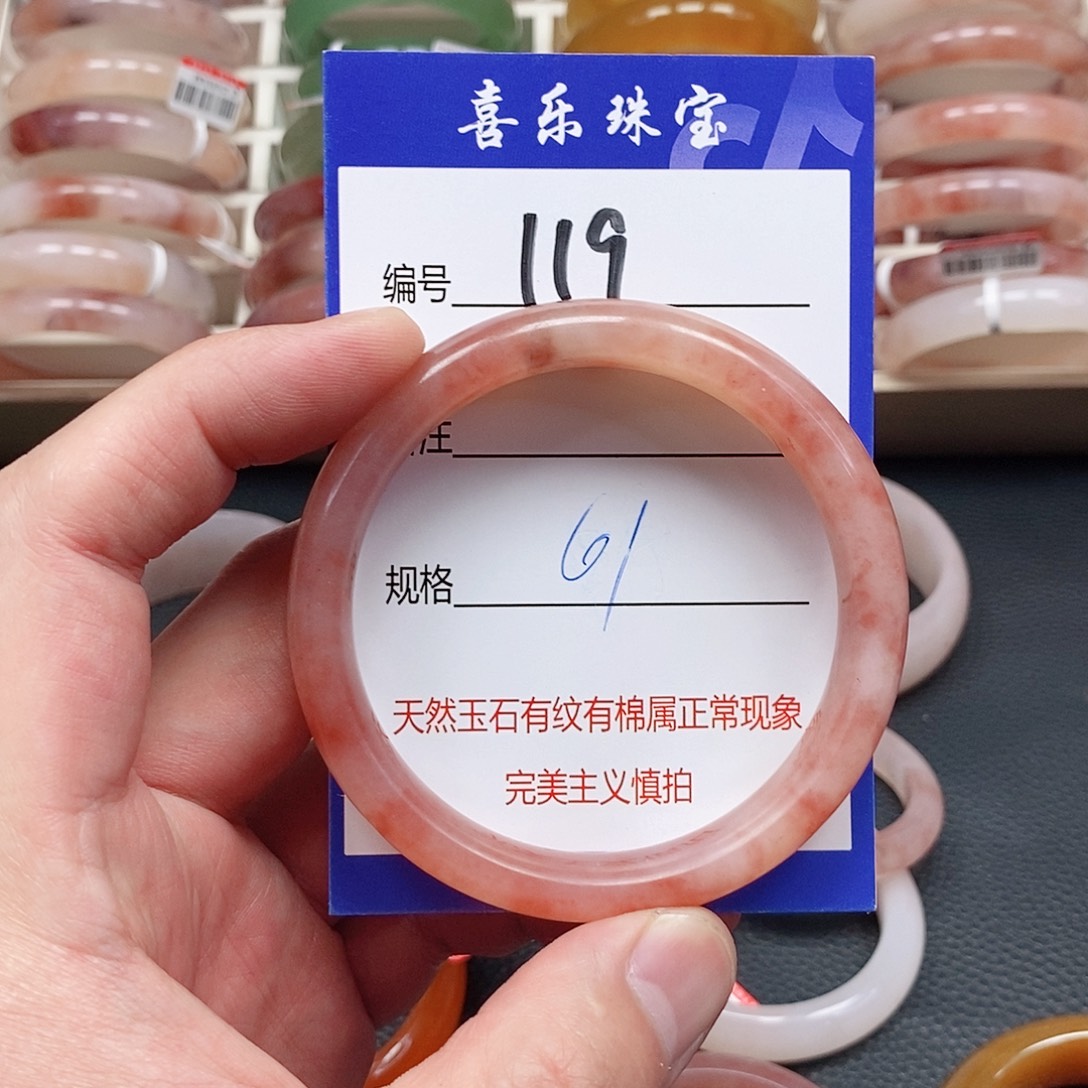 喜乐珠宝
编号 119
注
规格 61
天然玉石有纹有棉属正常现象
完美主义慎拍